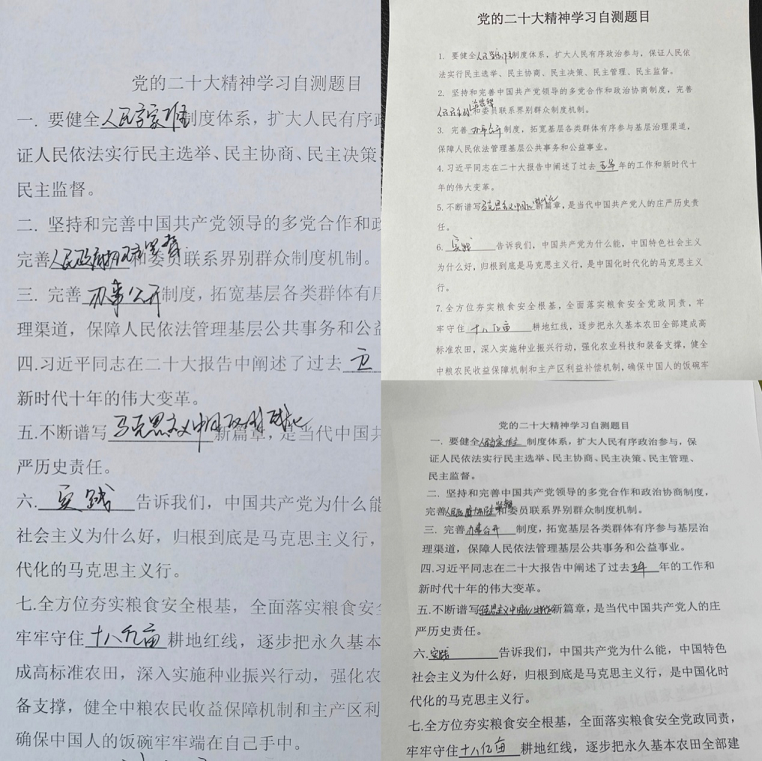 党的二十大精神学习自测题目
一. 要健全人民当家作主制度体系，扩大人民有序政
证人民依法实行民主选举、民主协商、民主决策
民主监督。
二. 坚持和完善中国共产党领导的多党合作和政
完善和委员联系界别群众制度机制。
三. 完善办事公开制度，拓宽基层各类群体有序
理渠道，保障人民依法管理基层公共事务和公益
四.习近平同志在二十大报告中阐述了过去
新时代十年的伟大变革。
五.不断谱写马克思主义中国化时代化新篇章，是当代中国共
严历史责任。
六.实践告诉我们，中国共产党为什么能
社会主义为什么好，归根到底是马克思主义行，
代化的马克思主义行。
七.全方位夯实粮食安全根基，全面落实粮食安全
牢牢守住十八亿亩耕地红线，逐步把永久基本
成高标准农田，深入实施种业振兴行动，强化农
备支撑，健全中粮农民收益保障机制和主产区利
确保中国人的饭碗牢牢端在自己手中。
党的二十大精神学习自测题目
1. 要健全制度体系，扩大人民有序政治参与，保证人民依
法实行民主选举、民主协商、民主决策、民主管理、民主监督。
2. 坚持和完善中国共产党领导的多党合作和政治协商制度，完善
和委员联系界别群众制度机制。
3. 完善办事公开制度，拓宽基层各类群体有序参与基层治理渠道，
保障人民依法管理基层公共事务和公益事业。
4.习近平同志在二十大报告中阐述了过去五年年的工作和新时代十
年的伟大变革。
5.不断谱写马克思主义中国化时代化新篇章，是当代中国共产党人的庄严历史责
任。
6.实践告诉我们，中国共产党为什么能，中国特色社会主义
为什么好，归根到底是马克思主义行，是中国化时代化的马克思主义
行。
7.全方位夯实粮食安全根基，全面落实粮食安全党政同责，牢
牢守住十八亿亩耕地红线，逐步把永久基本农田全部建成高
标准农田，深入实施种业振兴行动，强化农业科技和装备支撑，健全
中粮农民收益保障机制和主产区利益补偿机制，确保中国人的饭碗牢
党的二十大精神学习自测题目
一. 要健全制度体系，扩大人民有序政治参与，保
证人民依法实行民主选举、民主协商、民主决策、民主管理、
民主监督。
二. 坚持和完善中国共产党领导的多党合作和政治协商制度，
完善和委员联系界别群众制度机制。
三. 完善办事公开制度，拓宽基层各类群体有序参与基层治
理渠道，保障人民依法管理基层公共事务和公益事业。
四.习近平同志在二十大报告中阐述了过去五年年的工作和
新时代十年的伟大变革。
五.不断谱写马克思主义中国化时代化新篇章，是当代中国共产党人的庄
严历史责任。
六.实践告诉我们，中国共产党为什么能，中国特色
社会主义为什么好，归根到底是马克思主义行，是中国化时
代化的马克思主义行。
七.全方位夯实粮食安全根基，全面落实粮食安全党政同责，
牢牢守住十八亿亩耕地红线，逐步把永久基本农田全部建